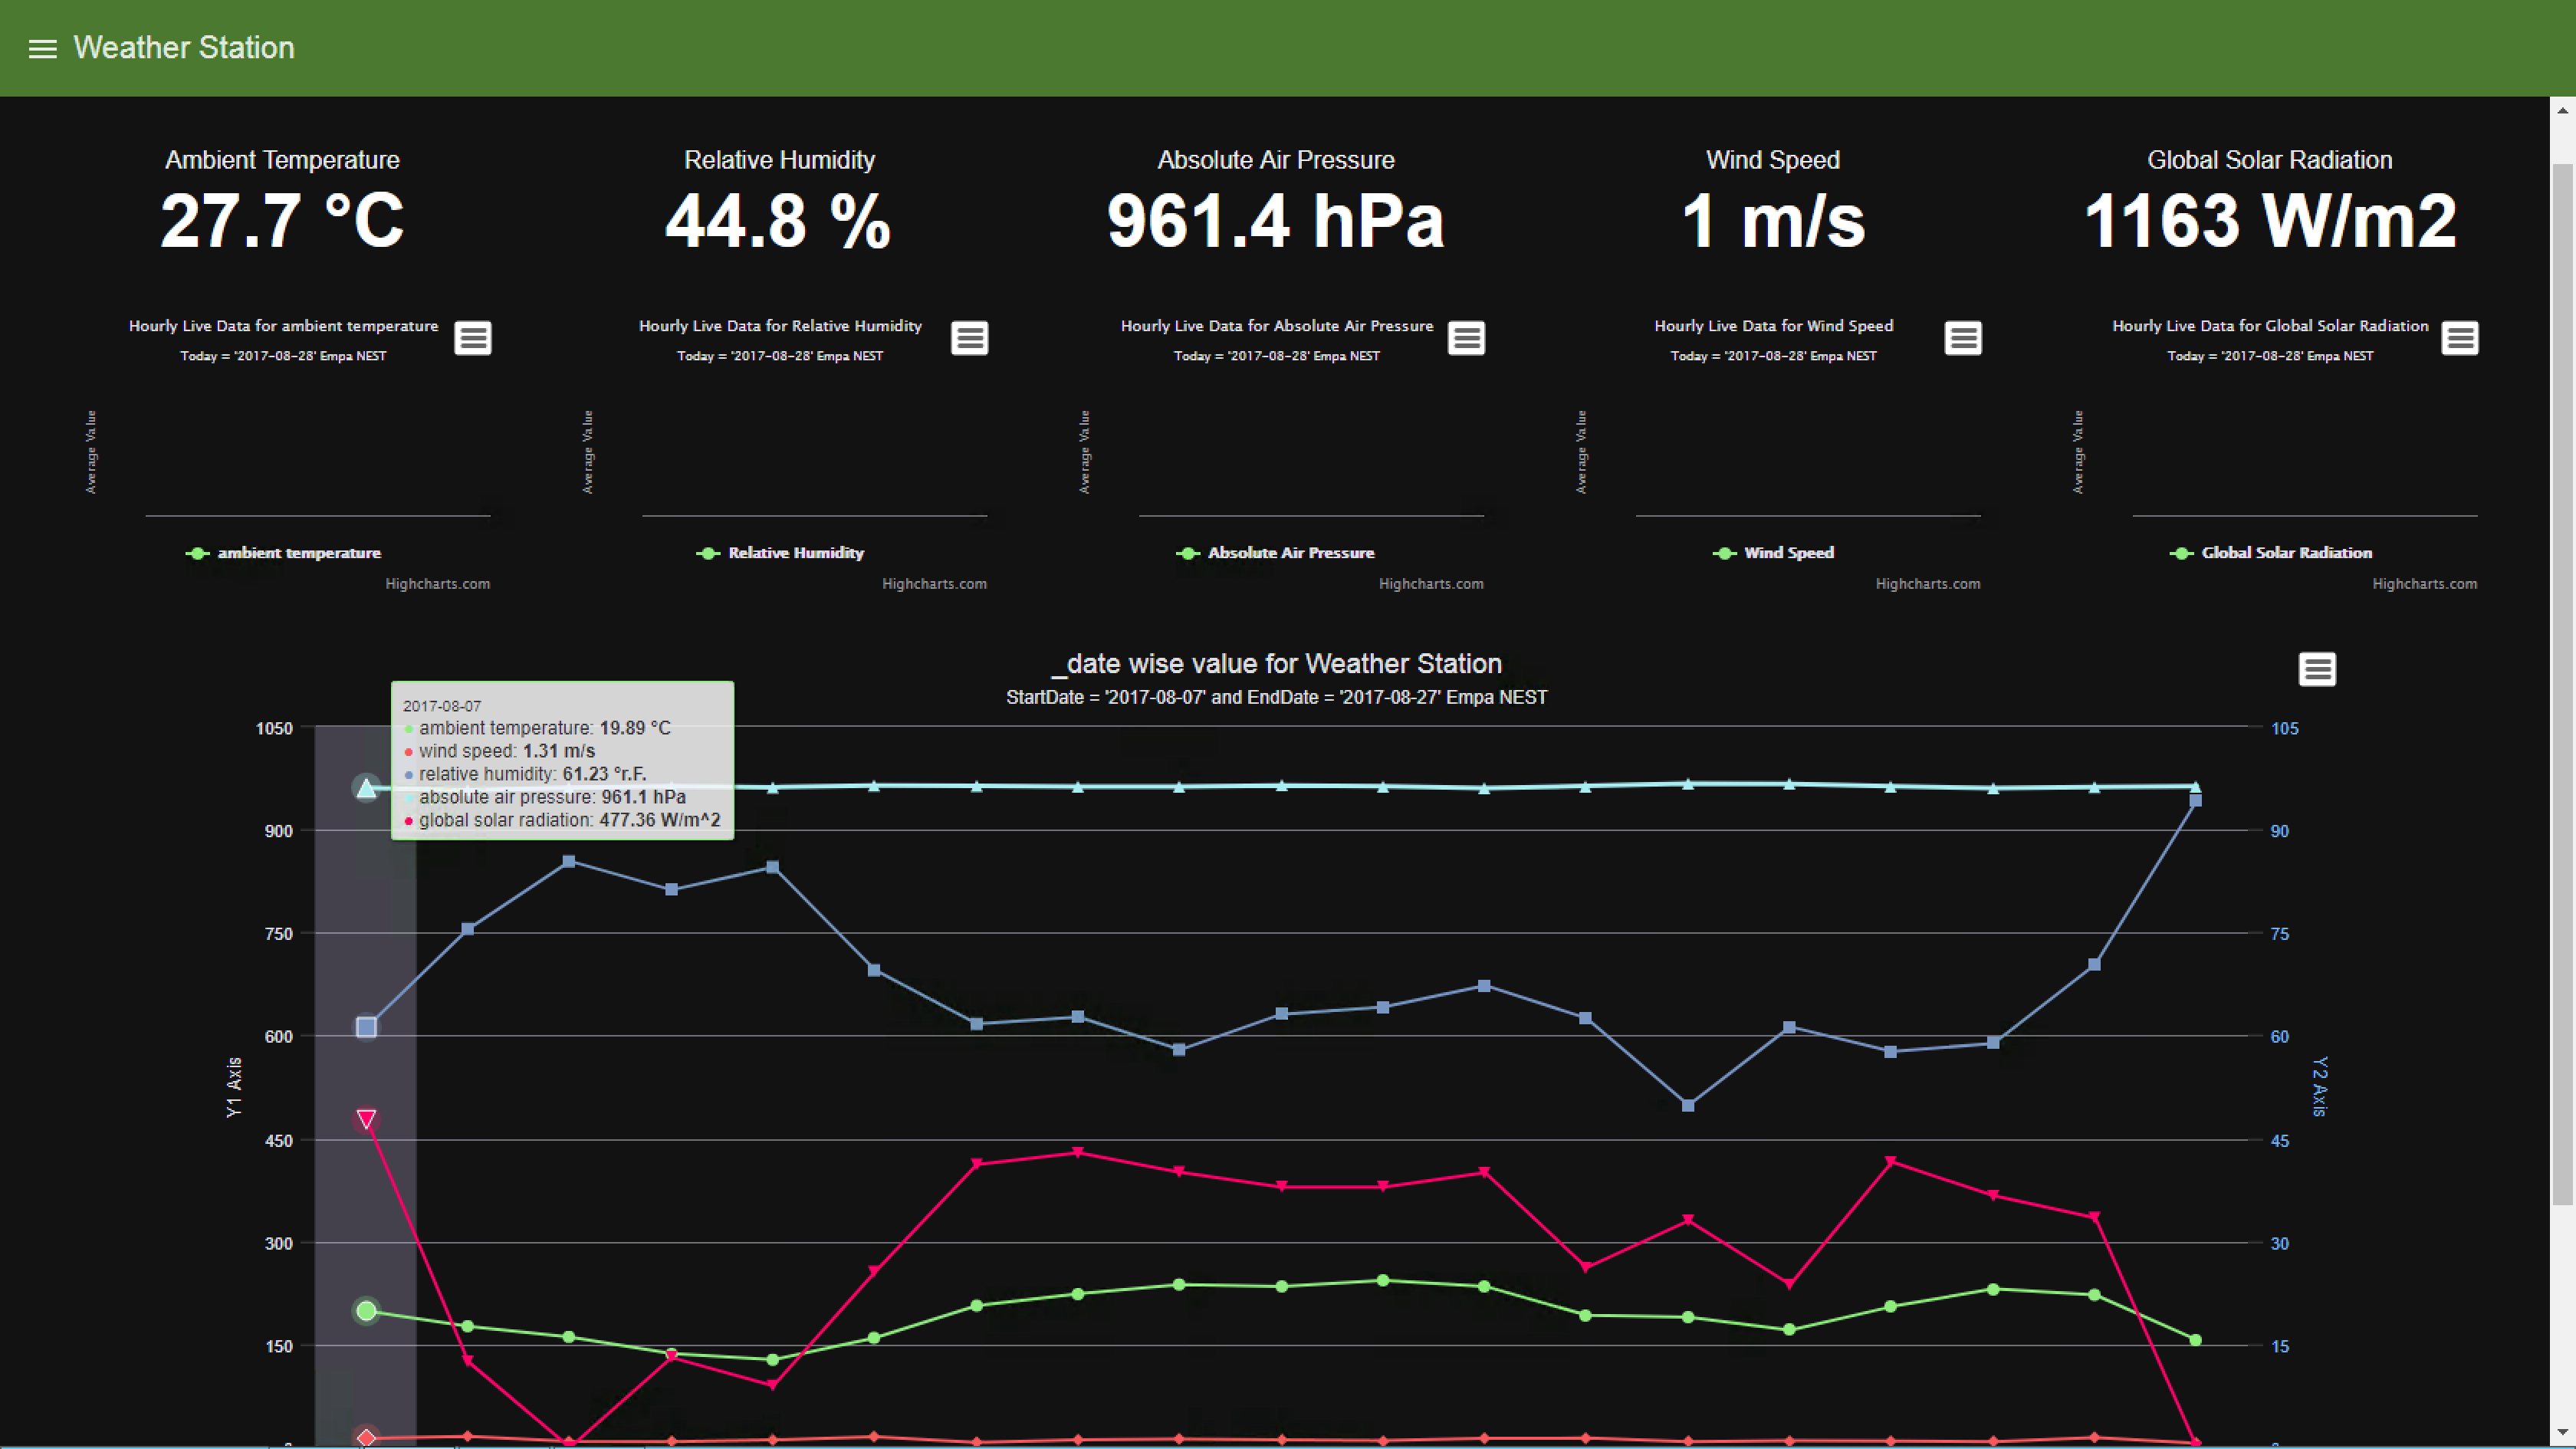 Weather Station
Ambient Temperature
27.7 °C
Relative Humidity
44.8 %
Absolute Air Pressure
961.4 hPa
Wind Speed
1 m/s
Global Solar Radiation
1163 W/m2
Hourly Live Data for ambient temperature
Today = '2017-08-28' Empa NEST
Average Value
ambient temperature
Highcharts.com
Hourly Live Data for Relative Humidity
Today = '2017-08-28' Empa NEST
Average Value
Relative Humidity
Highcharts.com
Hourly Live Data for Absolute Air Pressure
Today = '2017-08-28' Empa NEST
Average Value
Absolute Air Pressure
Highcharts.com
Hourly Live Data for Wind Speed
Today = '2017-08-28' Empa NEST
Average Value
Wind Speed
Highcharts.com
Hourly Live Data for Global Solar Radiation
Today = '2017-08-28' Empa NEST
Average Value
Global Solar Radiation
Highcharts.com
_date wise value for Weather Station
StartDate = '2017-08-07' and EndDate = '2017-08-27' Empa NEST
2017-08-07
ambient temperature: 19.89 °C
wind speed: 1.31 m/s
relative humidity: 61.23 °r.F.
absolute air pressure: 961.1 hPa
global solar radiation: 477.36 W/m^2
1050
900
750
600
450
300
150
Y1 Axis
105
90
75
60
45
30
15
Y2 Axis